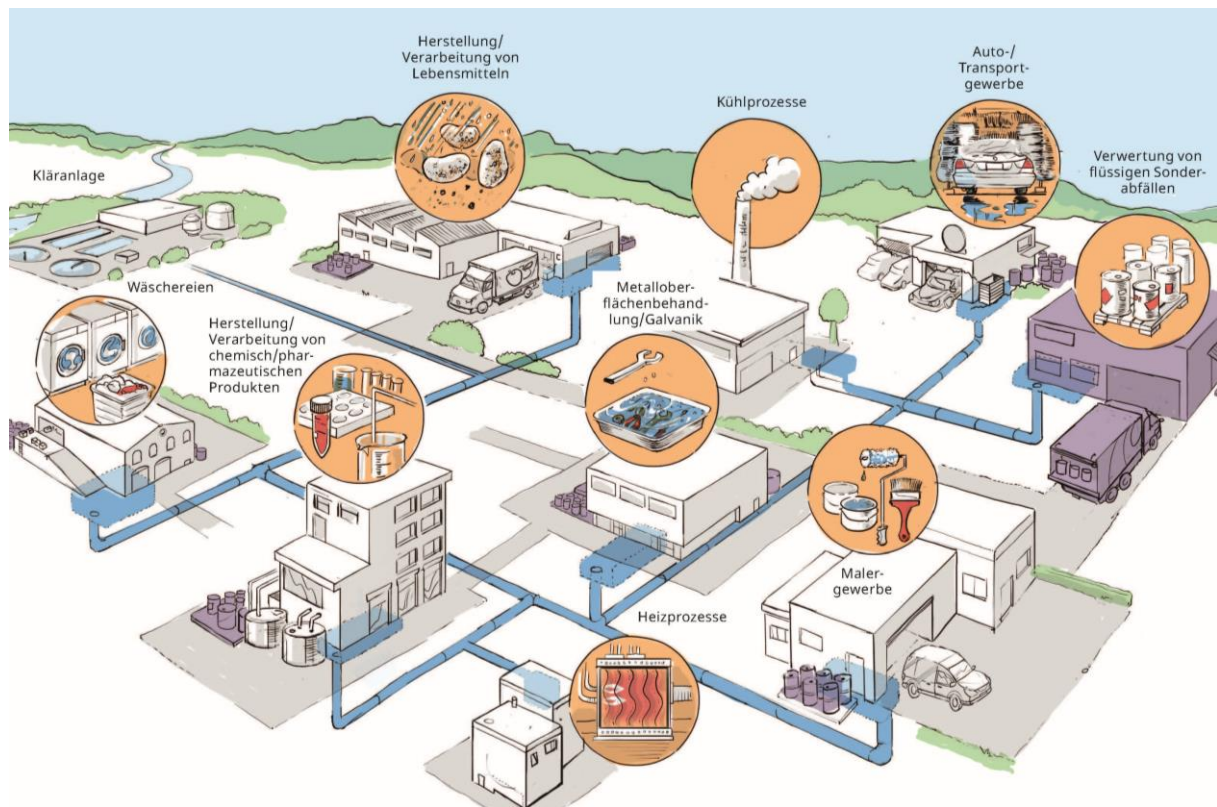 Herstellung/
Verarbeitung von
Lebensmitteln
Auto-/
Transport-
gewerbe
Kühlprozesse
Verwertung von
flüssigen Sonder-
abfällen
Kläranlage
Wäschereien
Herstellung/
Verarbeitung von
chemisch/phar-
mazeutischen
Produkten
Metallober-
flächenbehand-
lung/Galvanik
Maler-
gewerbe
Heizprozesse